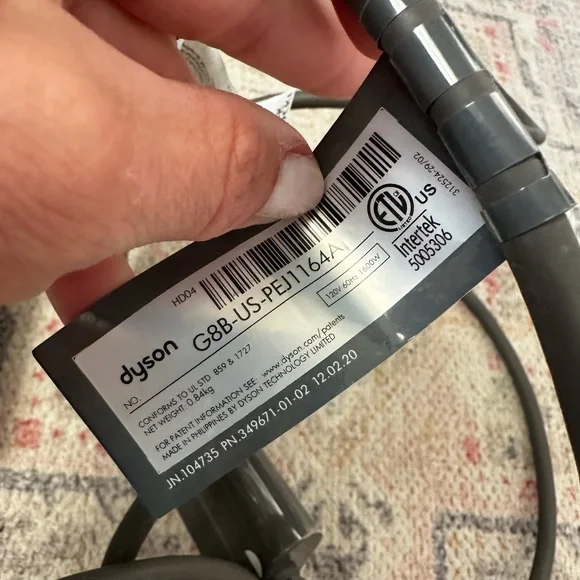 HD04
312524-29/02
ETL LISTED
C
US
Intertek
5005306
dyson
NO.
G8B-US-PEJ1164A
120V 60Hz 1600W
CONFORMS TO UL STD 859 & 1727
NET WEIGHT: 0.84kg
FOR PATENT INFORMATION SEE www.dyson.com/patents
MADE IN PHILIPPINES BY DYSON TECHNOLOGY LIMITED
JN.104735 PN.349671-01-02 12.02.20